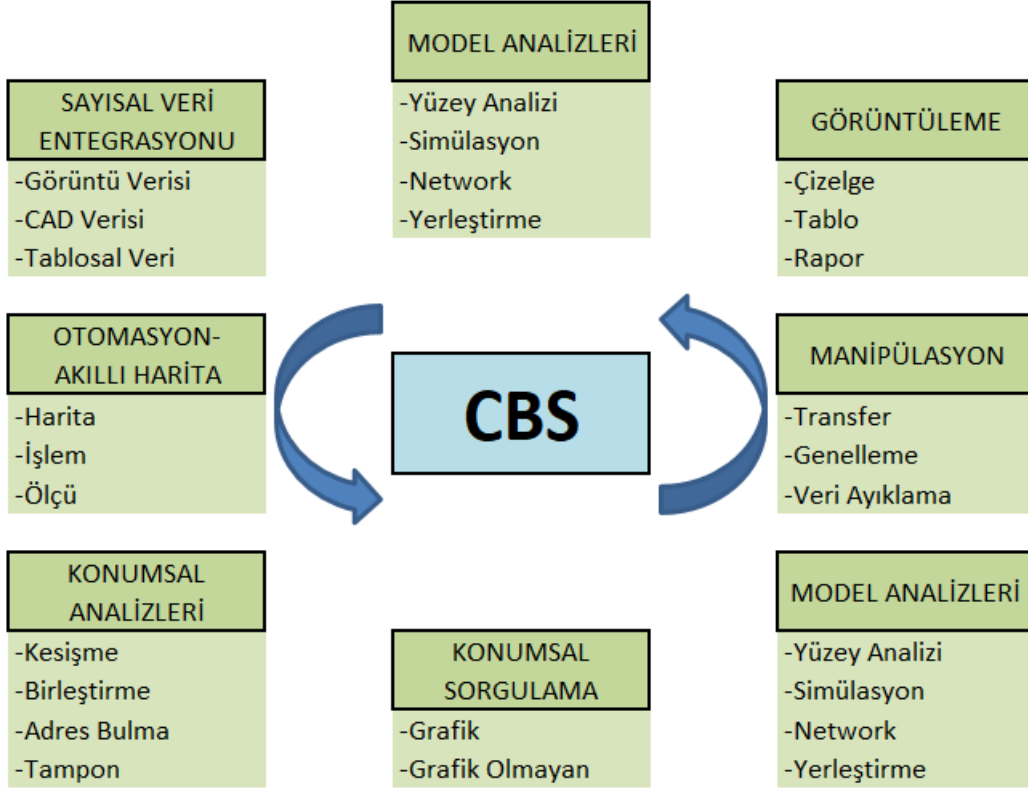 MODEL ANALİZLERİ
-Yüzey Analizi
-Simülasyon
-Network
-Yerleştirme
SAYISAL VERİ
ENTEGRASYONU
-Görüntü Verisi
-CAD Verisi
-Tablosal Veri
GÖRÜNTÜLEME
-Çizelge
-Tablo
-Rapor
OTOMASYON-
AKILLI HARİTA
-Harita
-İşlem
-Ölçü
CBS
MANİPÜLASYON
-Transfer
-Genelleme
-Veri Ayıklama
KONUMSAL
ANALİZLERİ
-Kesişme
-Birleştirme
-Adres Bulma
-Tampon
KONUMSAL
SORGULAMA
-Grafik
-Grafik Olmayan
MODEL ANALİZLERİ
-Yüzey Analizi
-Simülasyon
-Network
-Yerleştirme